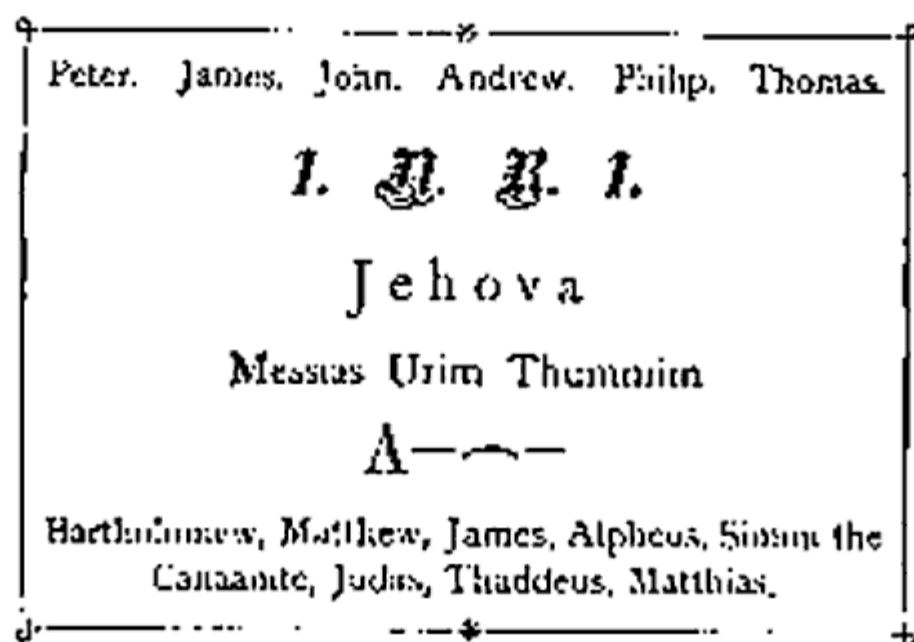 Peter. James. John. Andrew. Philip. Thomas.
I. N. R. I.
Jehova
Messias Urim Thummim
A
Bartholomew, Matthew, James, Alpheus, Simon the
Canaanite, Judas, Thaddeus, Matthias.